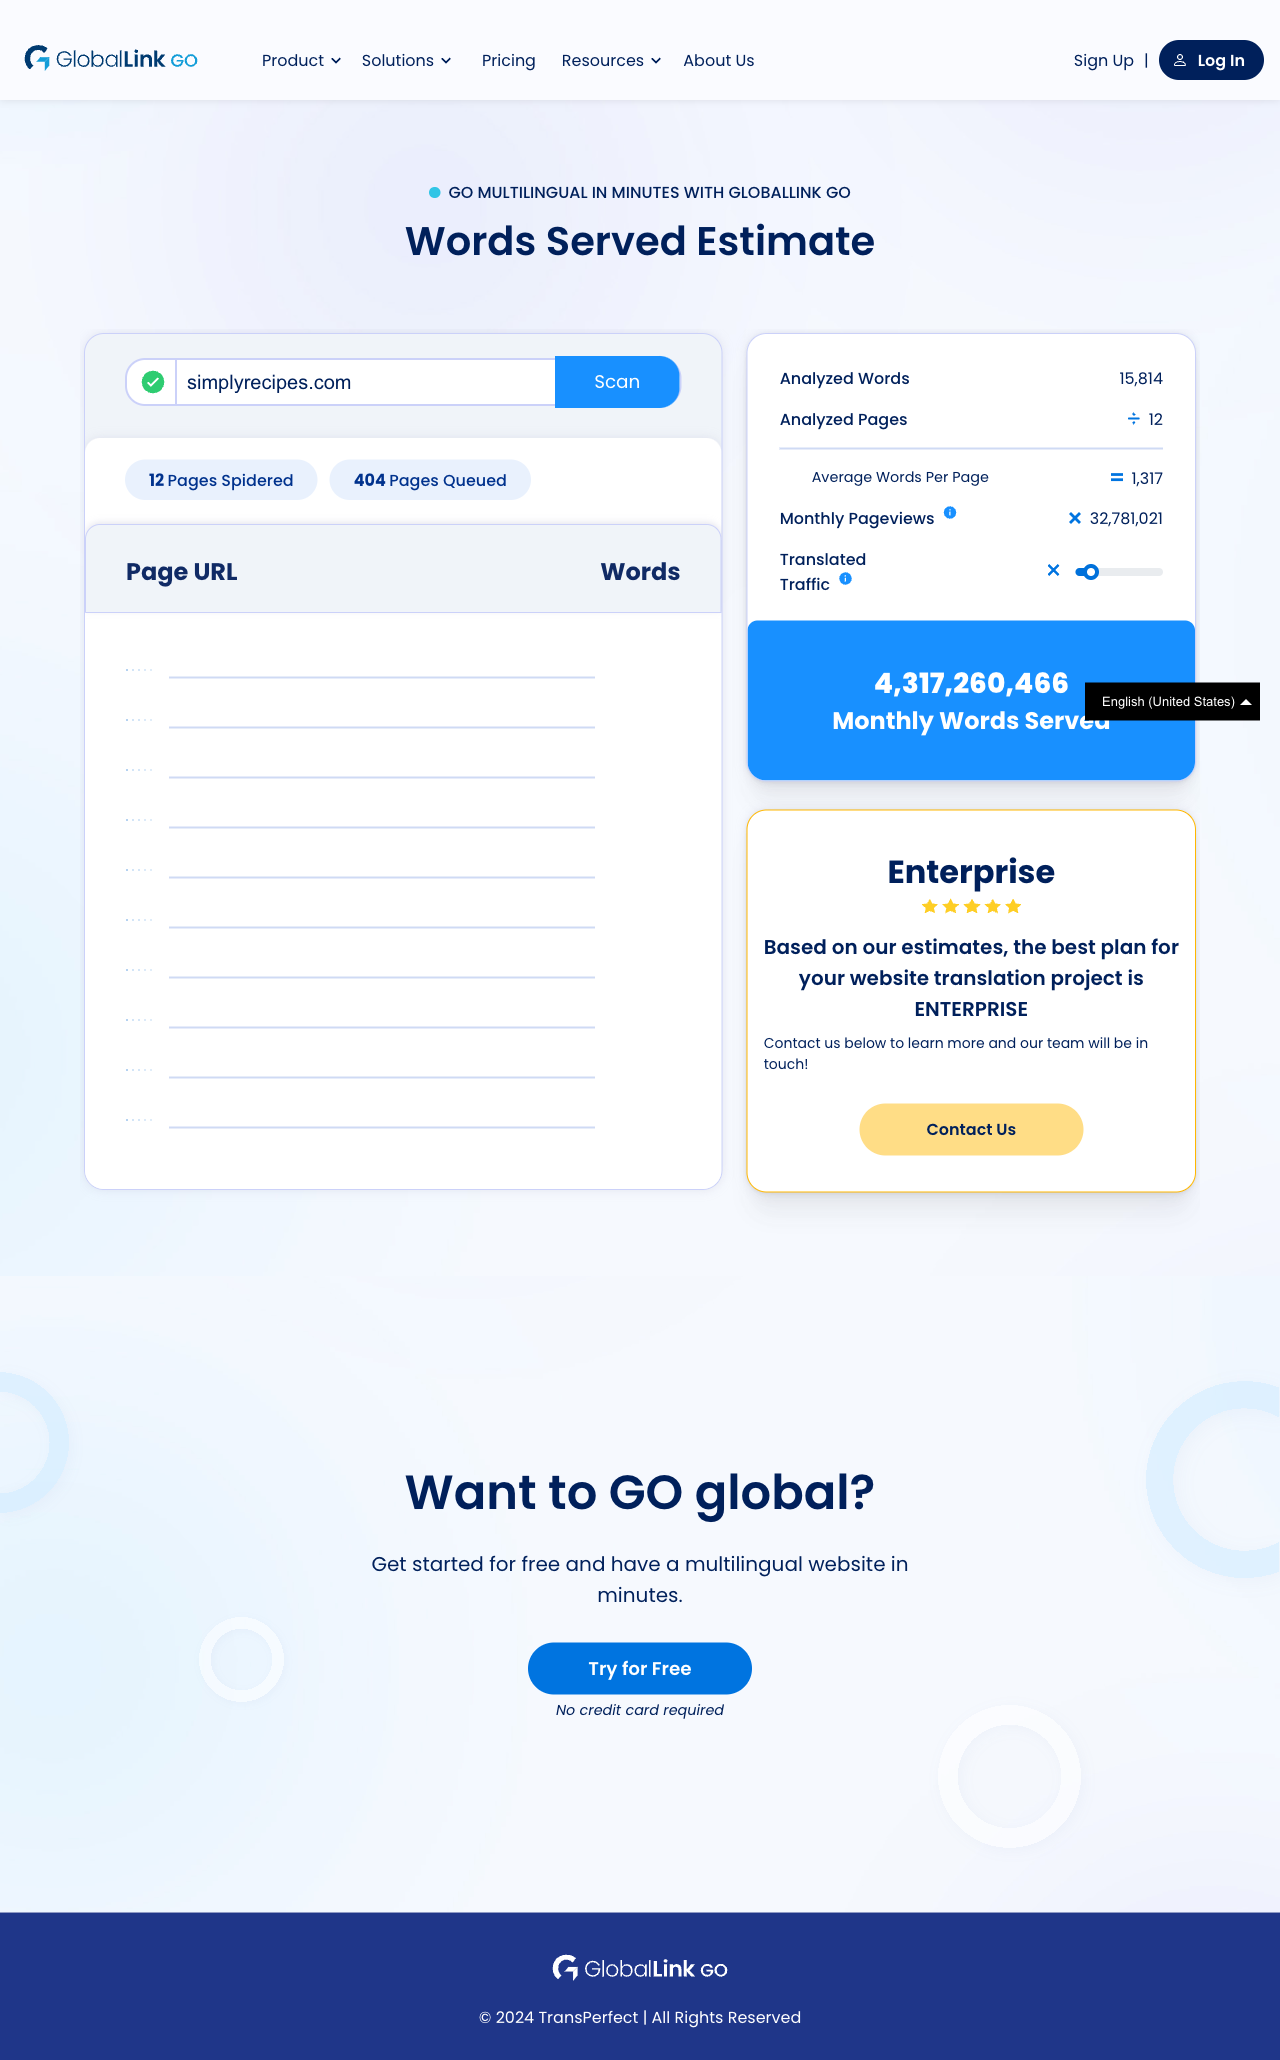 GlobalLink GO
Product
Solutions
Pricing
Resources
About Us
Sign Up |
Log In
GO MULTILINGUAL IN MINUTES WITH GLOBALLINK GO
Words Served Estimate
simplyrecipes.com
Scan
12 Pages Spidered
404 Pages Queued
Page URL
Words
Analyzed Words
15,814
Analyzed Pages
÷ 12
Average Words Per Page
= 1,317
Monthly Pageviews
× 32,781,021
Translated
Traffic
×
4,317,260,466
Monthly Words Served
English (United States)
Enterprise
Based on our estimates, the best plan for
your website translation project is
ENTERPRISE
Contact us below to learn more and our team will be in
touch!
Contact Us
Want to GO global?
Get started for free and have a multilingual website in
minutes.
Try for Free
No credit card required
GlobalLink GO
© 2024 TransPerfect | All Rights Reserved